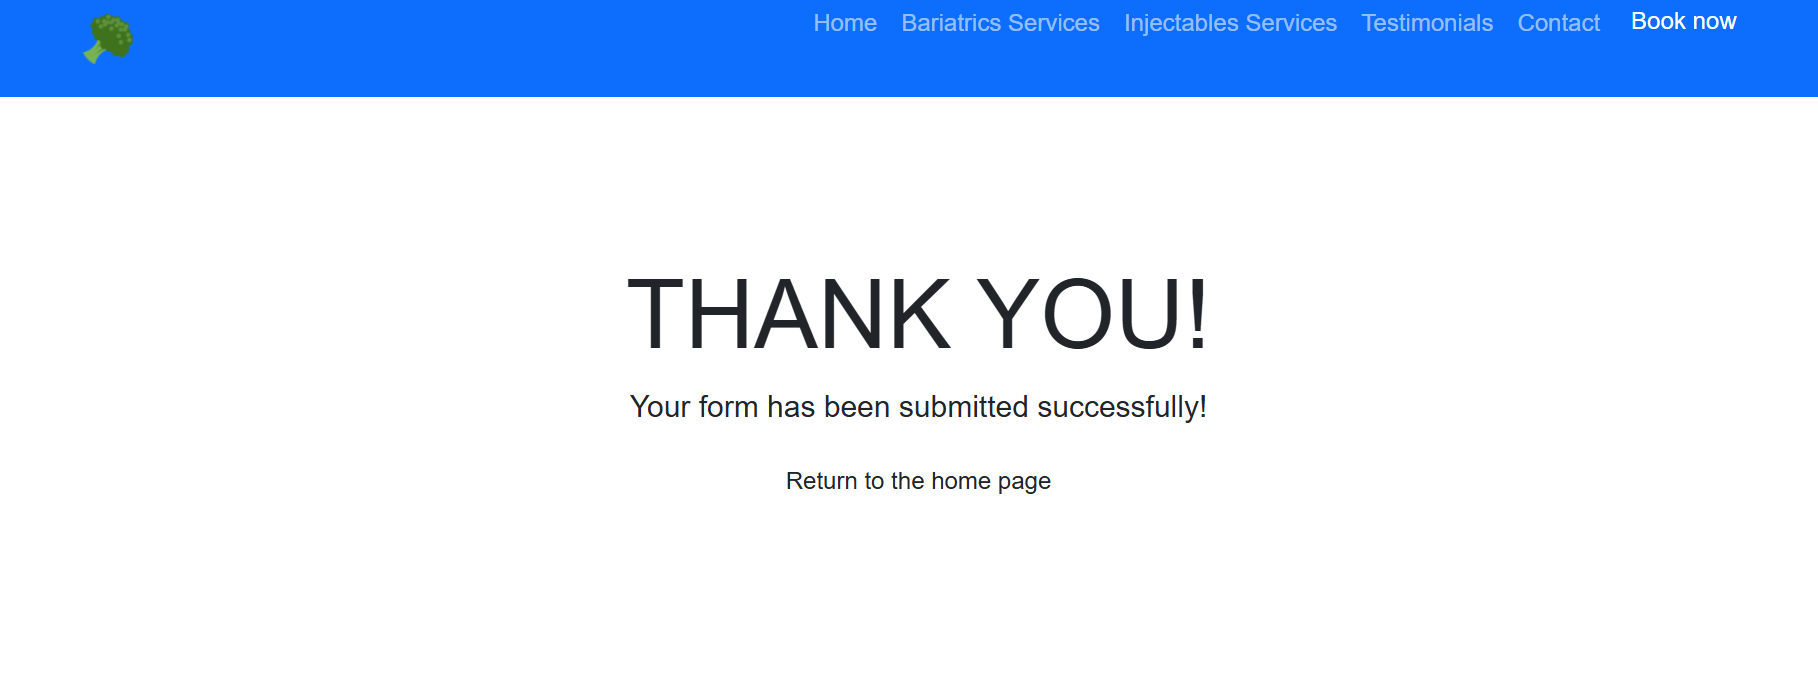 Home Bariatrics Services Injectables Services Testimonials Contact Book now
THANK YOU!
Your form has been submitted successfully!
Return to the home page